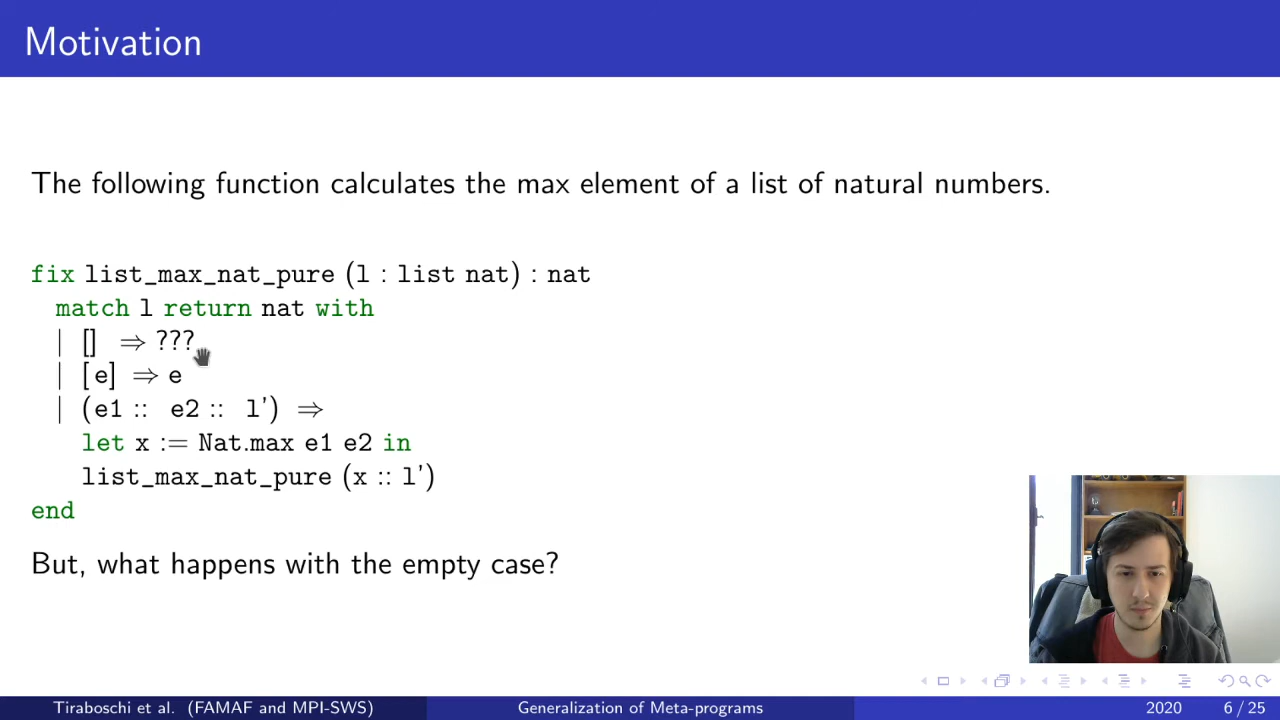 Motivation
The following function calculates the max element of a list of natural numbers.
fix list_max_nat_pure (l : list nat) : nat
match l return nat with
| [] ⇒ ???
| [e] ⇒ e
| (e1 :: e2 :: l') ⇒
let x := Nat.max e1 e2 in
list_max_nat_pure (x :: l')
end
But, what happens with the empty case?
Tiraboschi et al. (FAMAF and MPI-SWS) Generalization of Meta-programs 2020 6 / 25